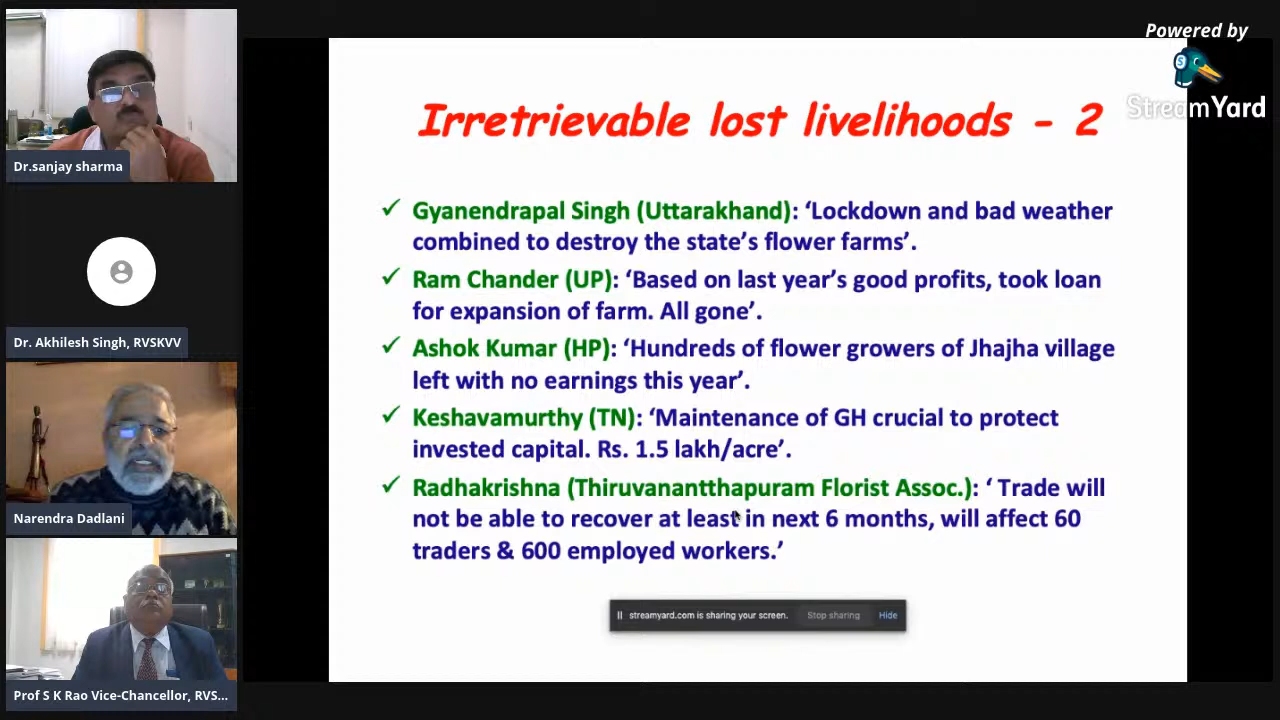 Powered by
StreamYard
Dr.sanjay sharma
Dr. Akhilesh Singh, RVSKVV
Narendra Dadlani
Prof S K Rao Vice-Chancellor, RVS...
Irretrievable lost livelihoods - 2
✓ Gyanendrapal Singh (Uttarakhand): ‘Lockdown and bad weather
combined to destroy the state’s flower farms’.
✓ Ram Chander (UP): ‘Based on last year’s good profits, took loan
for expansion of farm. All gone’.
✓ Ashok Kumar (HP): ‘Hundreds of flower growers of Jhajha village
left with no earnings this year’.
✓ Keshavamurthy (TN): ‘Maintenance of GH crucial to protect
invested capital. Rs. 1.5 lakh/acre’.
✓ Radhakrishna (Thiruvanantthapuram Florist Assoc.): ‘ Trade will
not be able to recover at least in next 6 months, will affect 60
traders & 600 employed workers.’
streamyard.com is sharing your screen. Stop sharing Hide